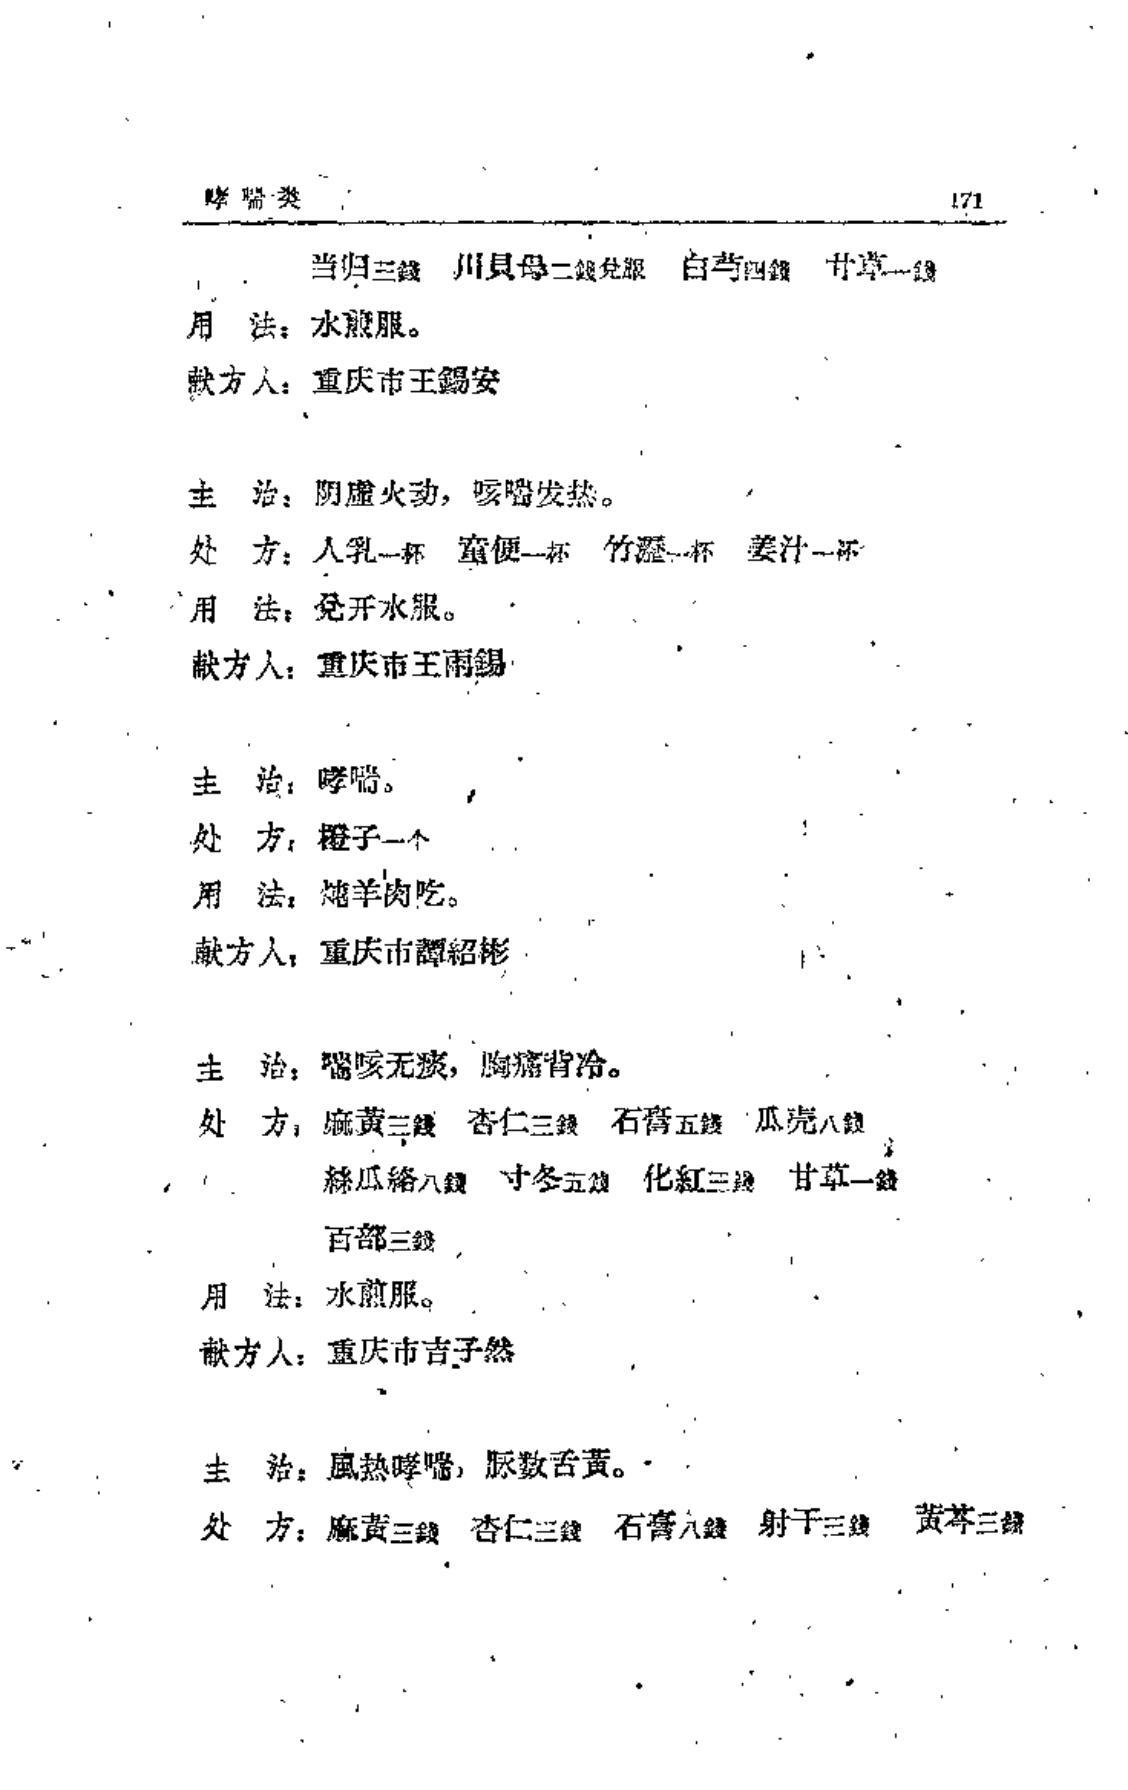 哮喘类 171
当归三錢 川貝母二錢兌服 白芍四錢 甘草一錢
用 法：水煎服。
献方人：重庆市王錫安
主 治：阴虛火动，咳喘发热。
处 方：人乳一杯 童便一杯 竹瀝一杯 姜汁一杯
用 法：兌开水服。
献方人：重庆市王雨錫
主 治：哮喘。
处 方：橙子一个
用 法：炖羊肉吃。
献方人：重庆市譚紹彬
主 治：喘咳无痰，胸痛背冷。
处 方：麻黃三錢 杏仁三錢 石膏五錢 瓜壳八錢
絲瓜絡八錢 寸冬五錢 化紅三錢 甘草一錢
百部三錢
用 法：水煎服。
献方人：重庆市吉子然
主 治：風热哮喘，脈数舌黃。
处 方：麻黃三錢 杏仁三錢 石膏八錢 射干三錢 黃芩三錢